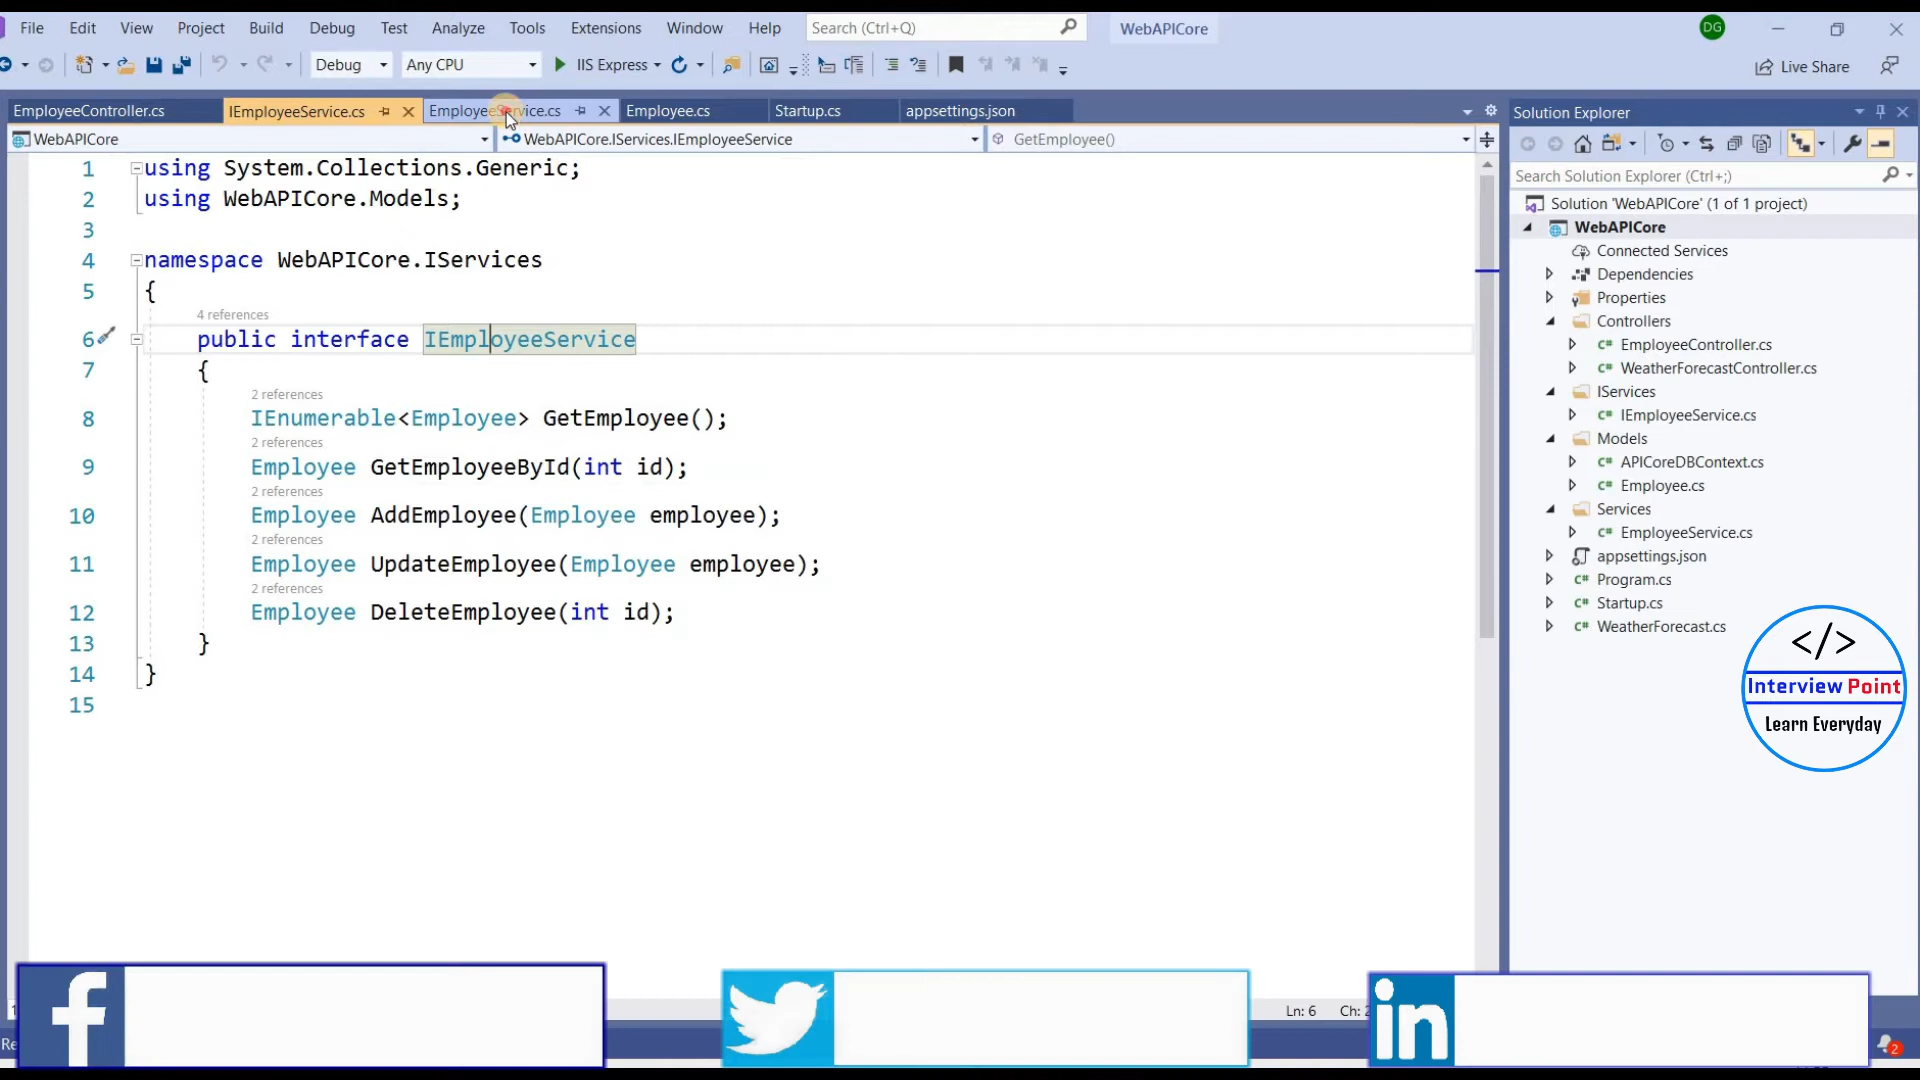 File Edit View Project Build Debug Test Analyze Tools Extensions Window Help Search (Ctrl+Q) WebAPICore DG
Debug Any CPU IIS Express Live Share
EmployeeController.cs IEmployeeService.cs EmployeeService.cs Employee.cs Startup.cs appsettings.json
WebAPICore WebAPICore.IServices.IEmployeeService GetEmployee()
1 using System.Collections.Generic;
2 using WebAPICore.Models;
3
4 namespace WebAPICore.IServices
5 {
4 references
6 public interface IEmployeeService
7 {
2 references
8 IEnumerable<Employee> GetEmployee();
2 references
9 Employee GetEmployeeById(int id);
2 references
10 Employee AddEmployee(Employee employee);
2 references
11 Employee UpdateEmployee(Employee employee);
2 references
12 Employee DeleteEmployee(int id);
13 }
14 }
15
Solution Explorer
Search Solution Explorer (Ctrl+;)
Solution 'WebAPICore' (1 of 1 project)
WebAPICore
Connected Services
Dependencies
Properties
Controllers
C# EmployeeController.cs
C# WeatherForecastController.cs
IServices
C# IEmployeeService.cs
Models
C# APICoreDBContext.cs
C# Employee.cs
Services
C# EmployeeService.cs
appsettings.json
C# Program.cs
C# Startup.cs
C# WeatherForecast.cs
</>
Interview Point
Learn Everyday
Ln: 6 Ch:
f
in
2